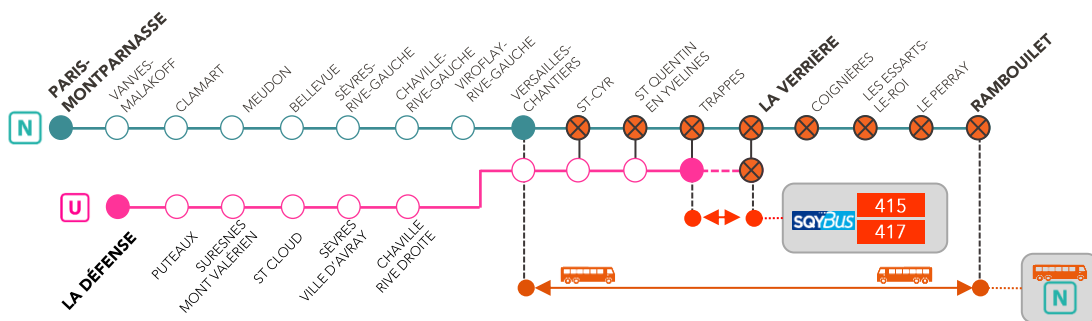 PARIS-
MONTPARNASSE
VANVES-
MALAKOFF
CLAMART
MEUDON
BELLEVUE
SÈVRES-
RIVE-GAUCHE
CHAVILLE-
RIVE-GAUCHE
VIROFLAY-
RIVE-GAUCHE
VERSAILLES-
CHANTIERS
ST-CYR
ST QUENTIN
EN YVELINES
TRAPPES
LA VERRIÈRE
COIGNIÈRES
LES ESSARTS-
LE-ROI
LE PERRAY
RAMBOUILET
N
U
LA DÉFENSE
PUTEAUX
SURESNES
MONT VALÉRIEN
ST CLOUD
SÈVRES
VILLE D'AVRAY
CHAVILLE
RIVE DROITE
SQYBUS
415
417
N